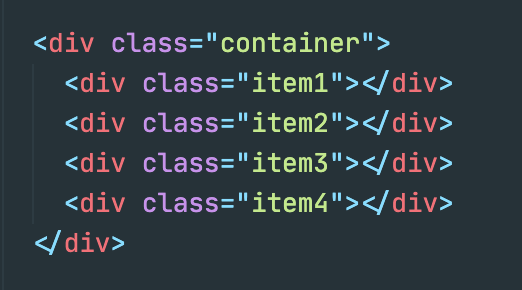 <div class="container">
<div class="item1"></div>
<div class="item2"></div>
<div class="item3"></div>
<div class="item4"></div>
</div>